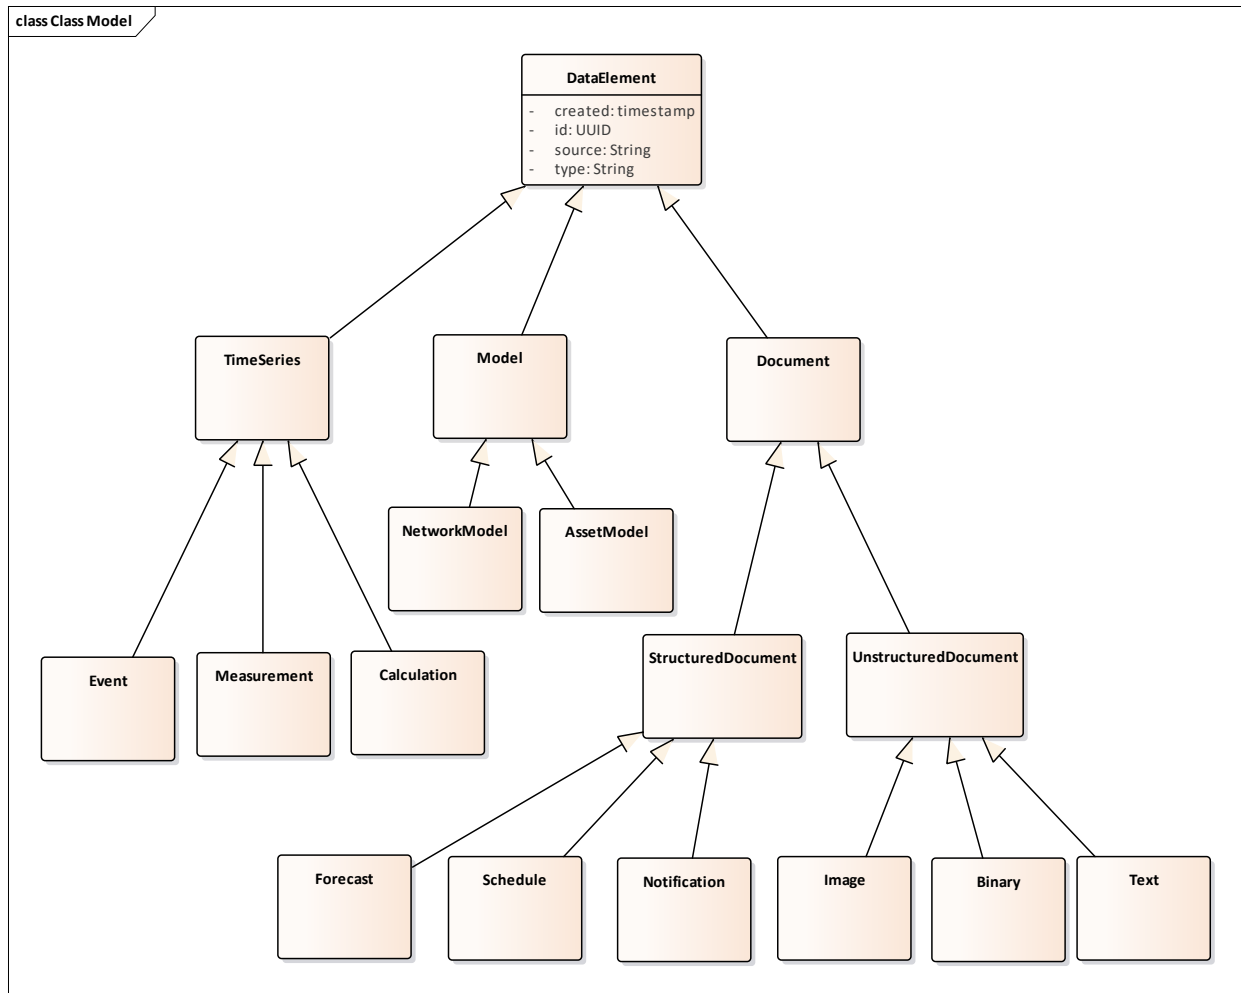 class Class Model
DataElement
- created: timestamp
- id: UUID
- source: String
- type: String
TimeSeries
Model
Document
NetworkModel
AssetModel
Event
Measurement
Calculation
StructuredDocument
UnstructuredDocument
Forecast
Schedule
Notification
Image
Binary
Text